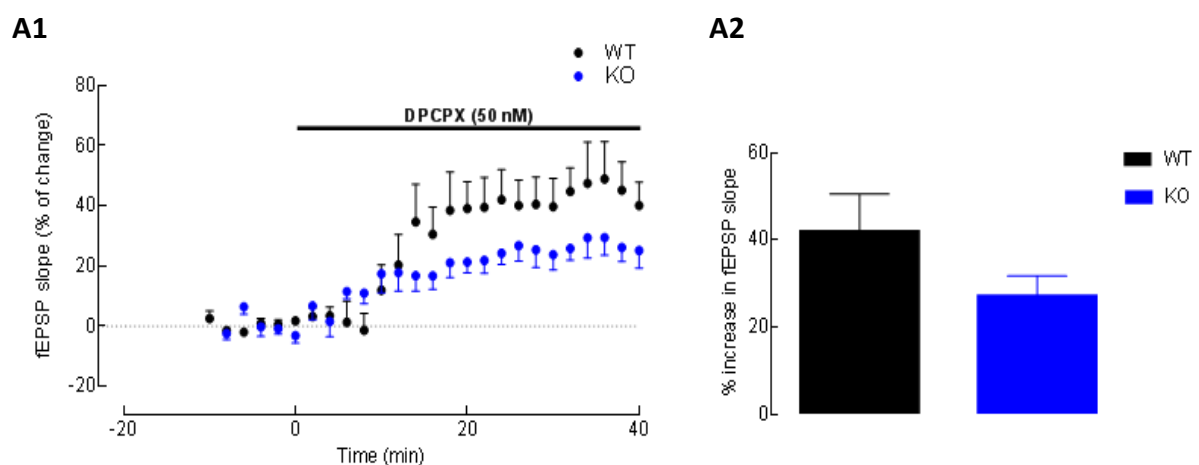 A1
WT
KO
DPCPX (50 nM)
fEPSP slope (% of change)
80
60
40
20
0
-20
-20
0
20
40
Time (min)
A2
WT
KO
% increase in fEPSP slope
60
40
20
0